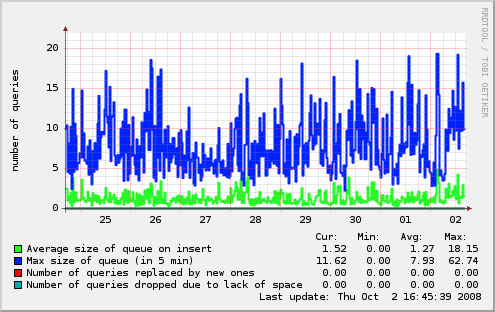 RRDTOOL / TOBI OETIKER
number of queries
20
15
10
5
0
25 26 27 28 29 30 01 02
Cur: Min: Avg: Max:
Average size of queue on insert 1.52 0.00 1.27 18.15
Max size of queue (in 5 min) 11.62 0.00 7.93 62.74
Number of queries replaced by new ones 0.00 0.00 0.00 0.00
Number of queries dropped due to lack of space 0.00 0.00 0.00 0.00
Last update: Thu Oct 2 16:45:39 2008